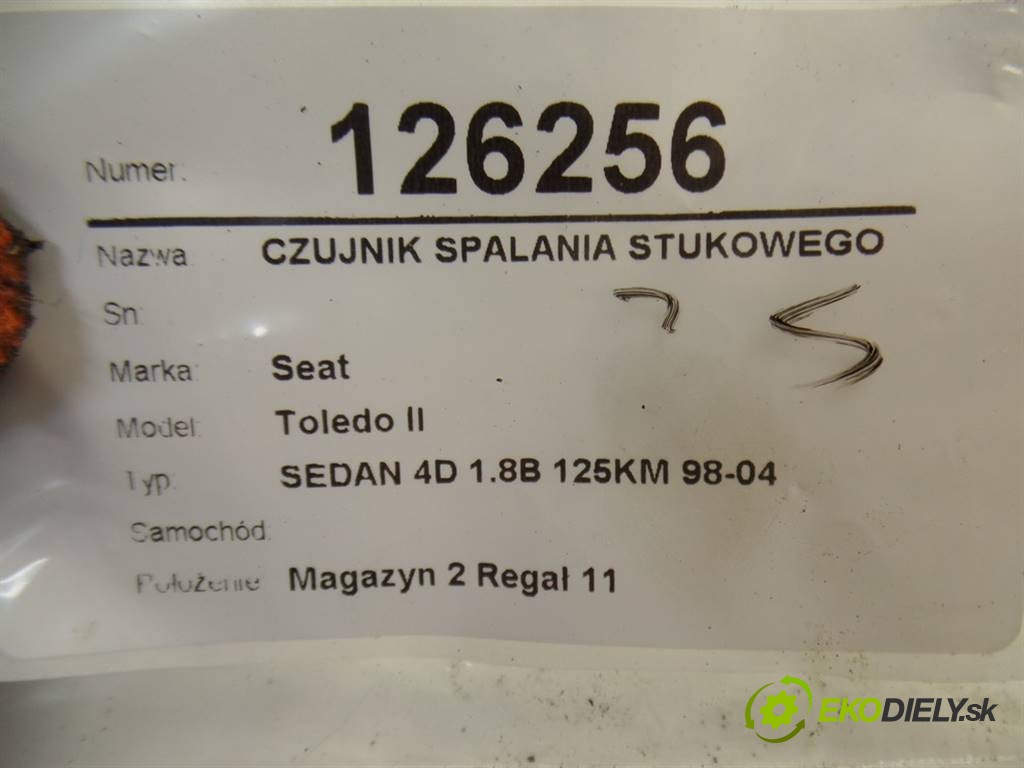 Numer: 126256
Nazwa: CZUJNIK SPALANIA STUKOWEGO
Sn:
Marka: Seat
Model: Toledo II
Typ: SEDAN 4D 1.8B 125KM 98-04
Samochód:
Położenie: Magazyn 2 Regał 11
EKODIELY.sk